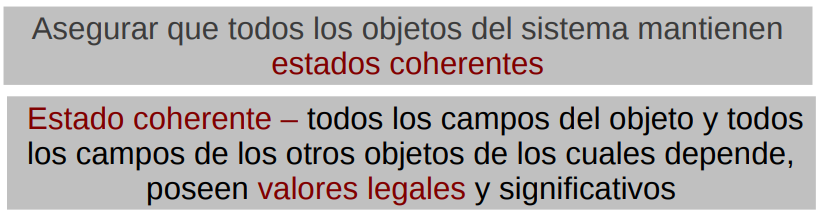 Asegurar que todos los objetos del sistema mantienen
estados coherentes
Estado coherente – todos los campos del objeto y todos
los campos de los otros objetos de los cuales depende,
poseen valores legales y significativos